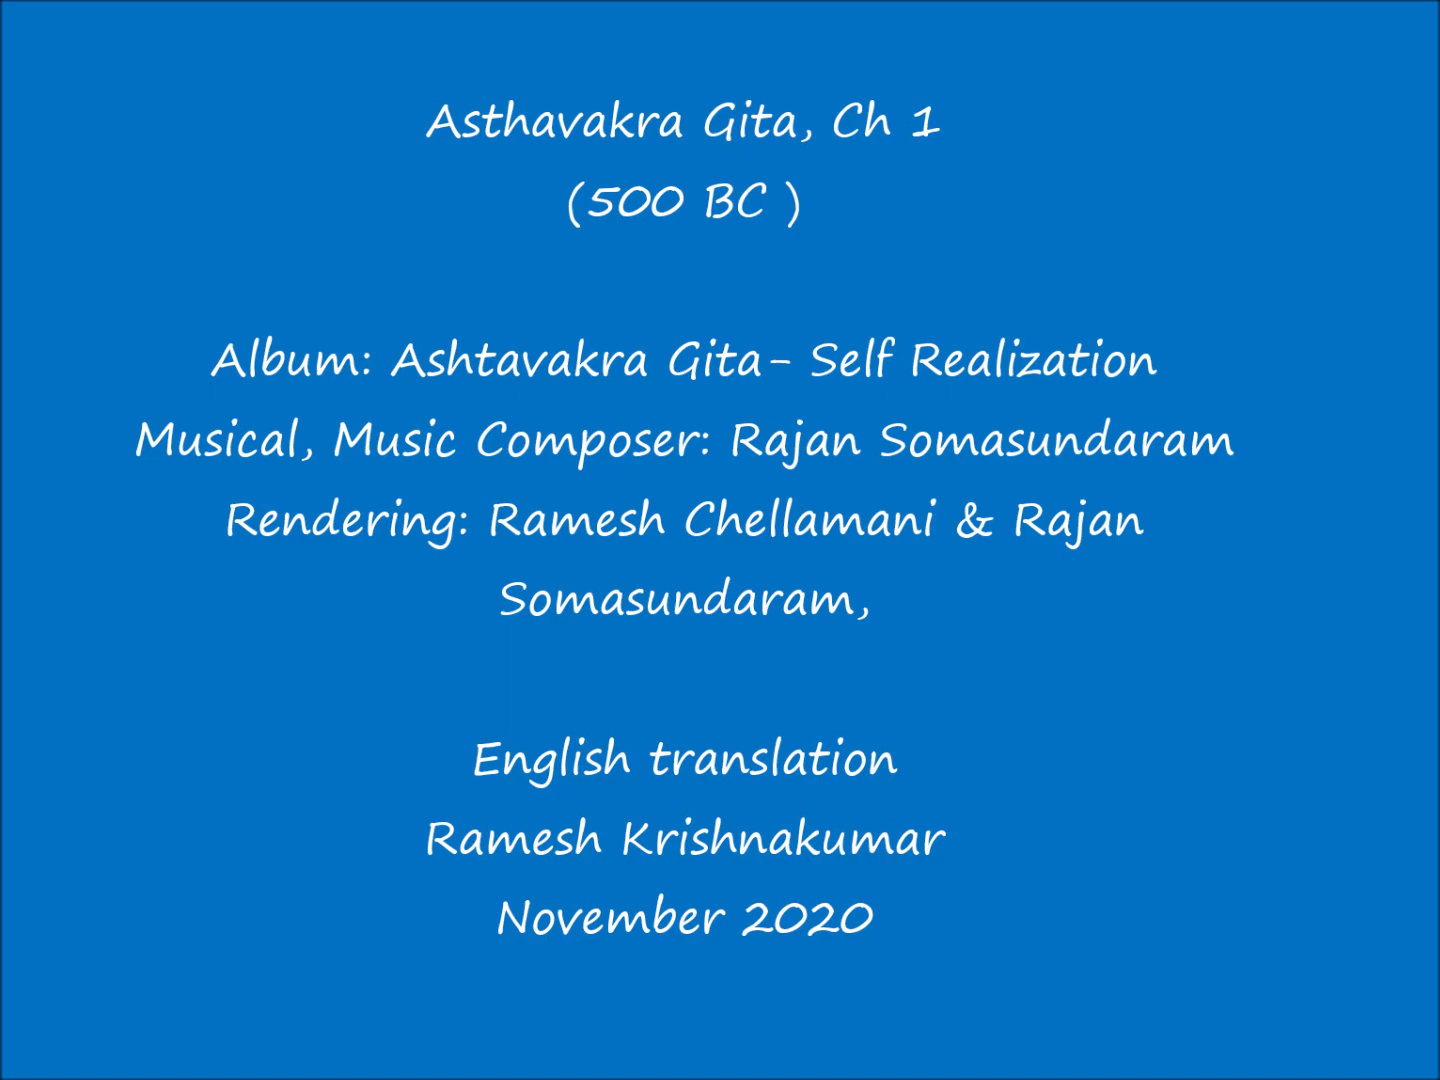 Asthavakra Gita, Ch 1
(500 BC )
Album: Ashtavakra Gita- Self Realization
Musical, Music Composer: Rajan Somasundaram
Rendering: Ramesh Chellamani & Rajan
Somasundaram,
English translation
Ramesh Krishnakumar
November 2020